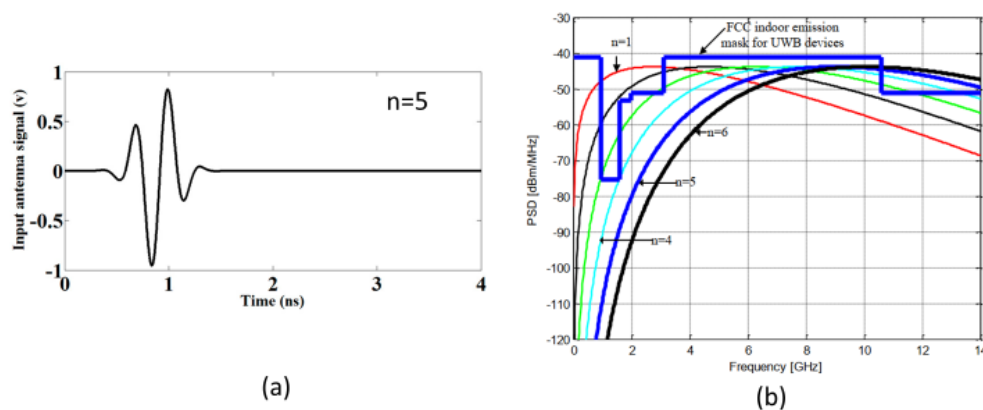 Input antenna signal (v)
1
0.5
0
-0.5
-1
n=5
0
1
2
3
4
Time (ns)
(a)
PSD [dBm/MHz]
-30
-40
-50
-60
-70
-80
-90
-100
-110
-120
FCC indoor emission
mask for UWB devices
n=1
n=6
n=5
n=4
0
2
4
6
8
10
12
14
Frequency [GHz]
(b)